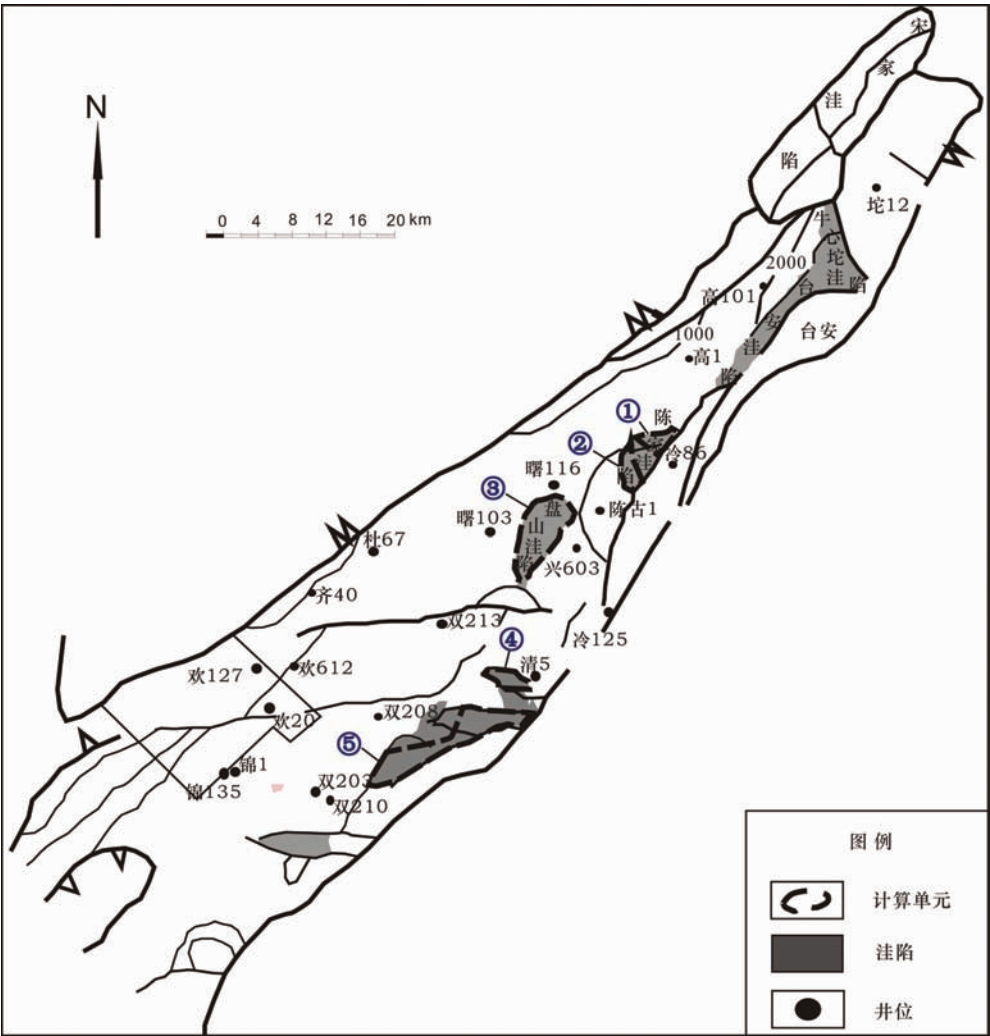 宋家洼陷
N
0 4 8 12 16 20 km
坨12
牛心坨洼陷
2000
高101
台安洼陷
台安
1000
高1
①
陈家洼陷
②
冷86
曙116
③
盘山洼陷
陈古1
曙103
杜67
兴603
齐40
双213
冷125
④
清5
欢127
欢612
欢20
双208
⑤
锦1
锦135
双203
双210
图例
计算单元
洼陷
井位